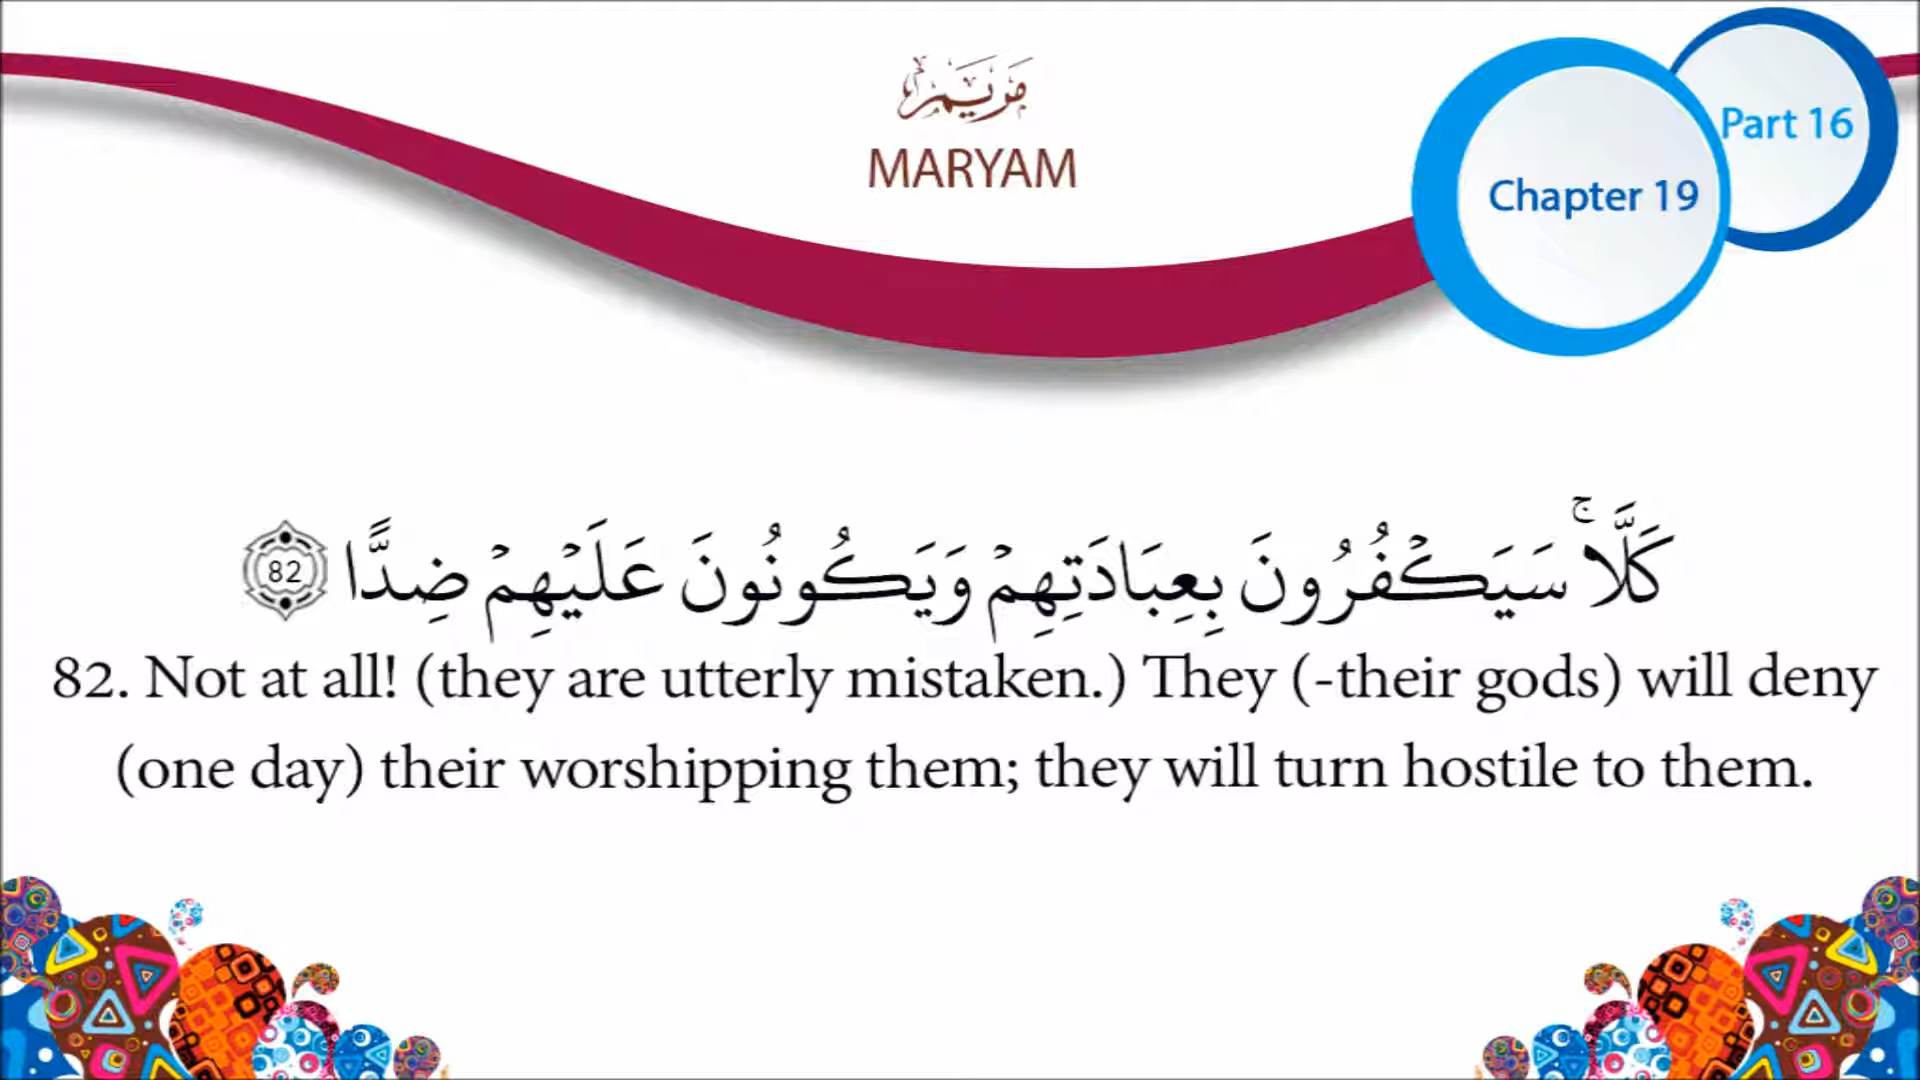 مَرْيَم
MARYAM
Part 16
Chapter 19
كَلَّاۚ سَيَكۡفُرُونَ بِعِبَادَتِهِمۡ وَيَكُونُونَ عَلَيۡهِمۡ ضِدًّا 82
82. Not at all! (they are utterly mistaken.) They (-their gods) will deny
(one day) their worshipping them; they will turn hostile to them.